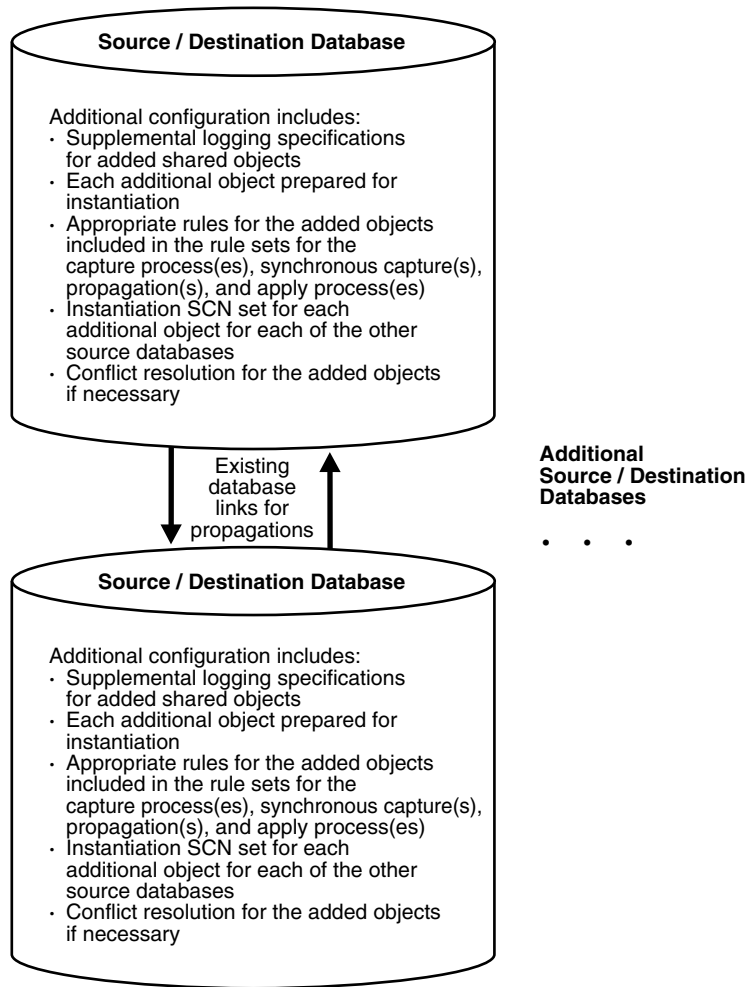 Source / Destination Database
Additional configuration includes:
· Supplemental logging specifications
for added shared objects
· Each additional object prepared for
instantiation
· Appropriate rules for the added objects
included in the rule sets for the
capture process(es), synchronous capture(s),
propagation(s), and apply process(es)
· Instantiation SCN set for each
additional object for each of the other
source databases
· Conflict resolution for the added objects
if necessary
Existing
database
links for
propagations
Additional
Source / Destination
Databases
. . .
Source / Destination Database
Additional configuration includes:
· Supplemental logging specifications
for added shared objects
· Each additional object prepared for
instantiation
· Appropriate rules for the added objects
included in the rule sets for the
capture process(es), synchronous capture(s),
propagation(s), and apply process(es)
· Instantiation SCN set for each
additional object for each of the other
source databases
· Conflict resolution for the added objects
if necessary